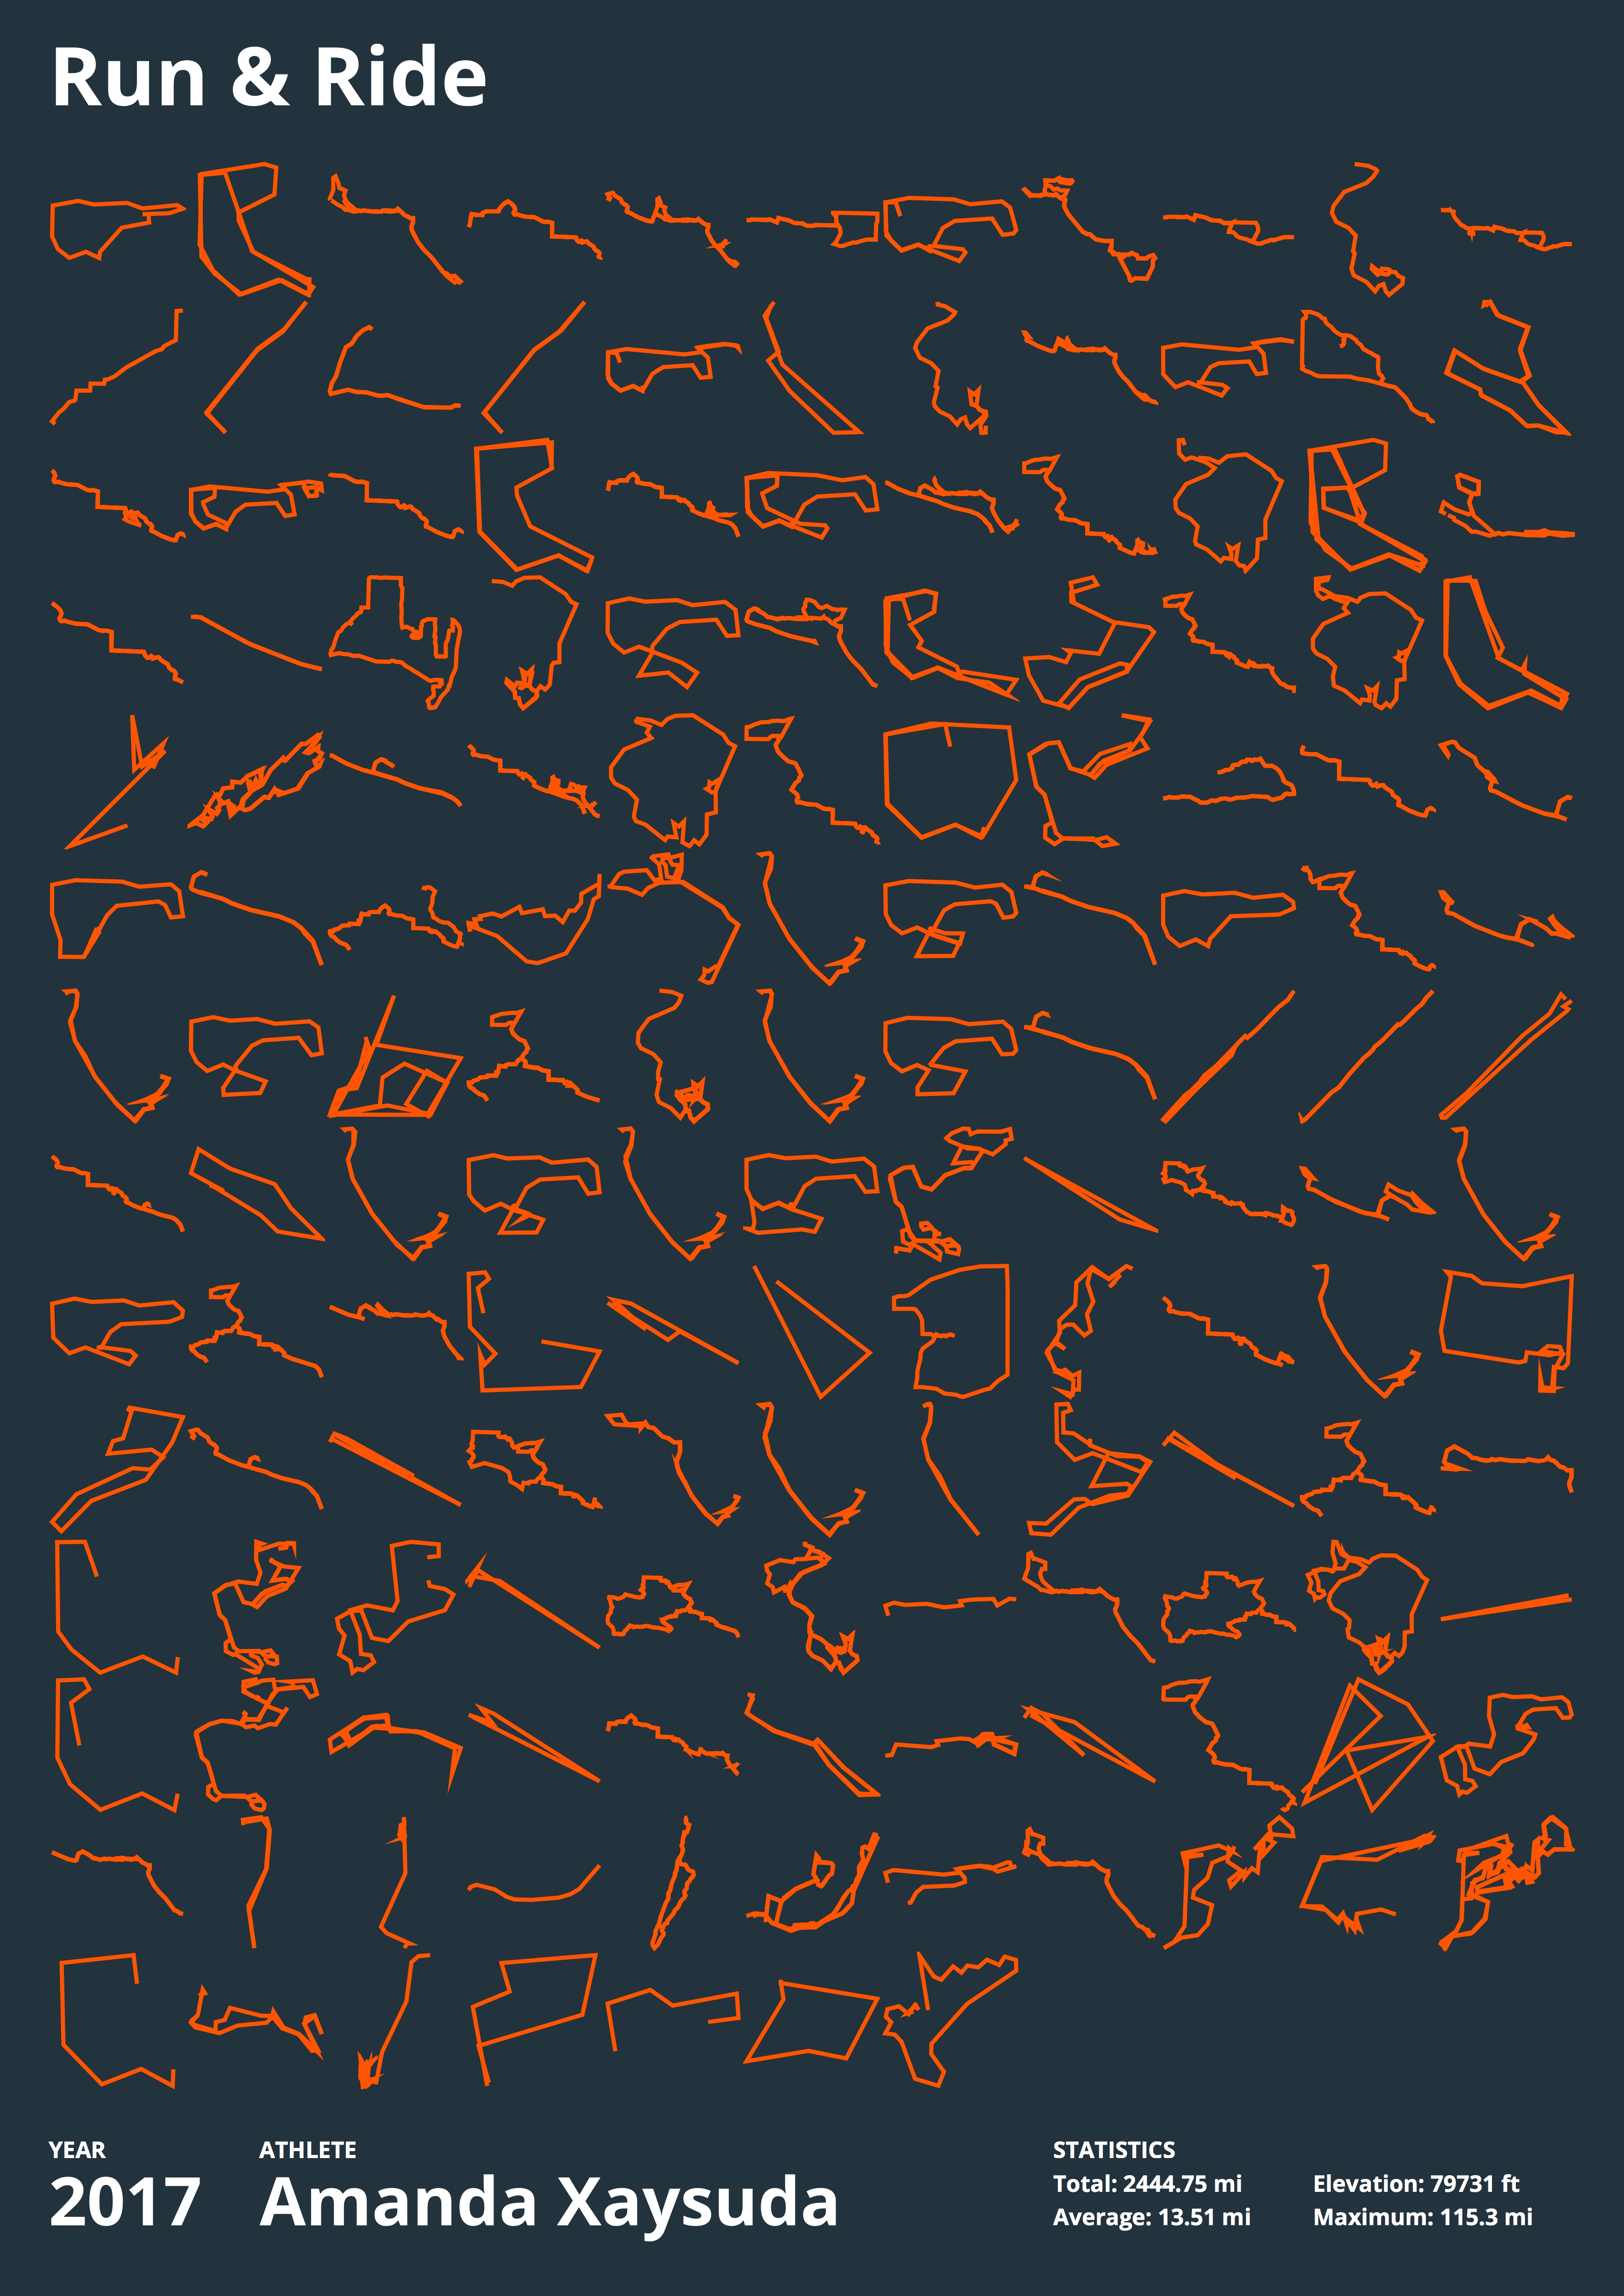 Run & Ride
YEAR
2017
ATHLETE
Amanda Xaysuda
STATISTICS
Total: 2444.75 mi
Elevation: 79731 ft
Average: 13.51 mi
Maximum: 115.3 mi